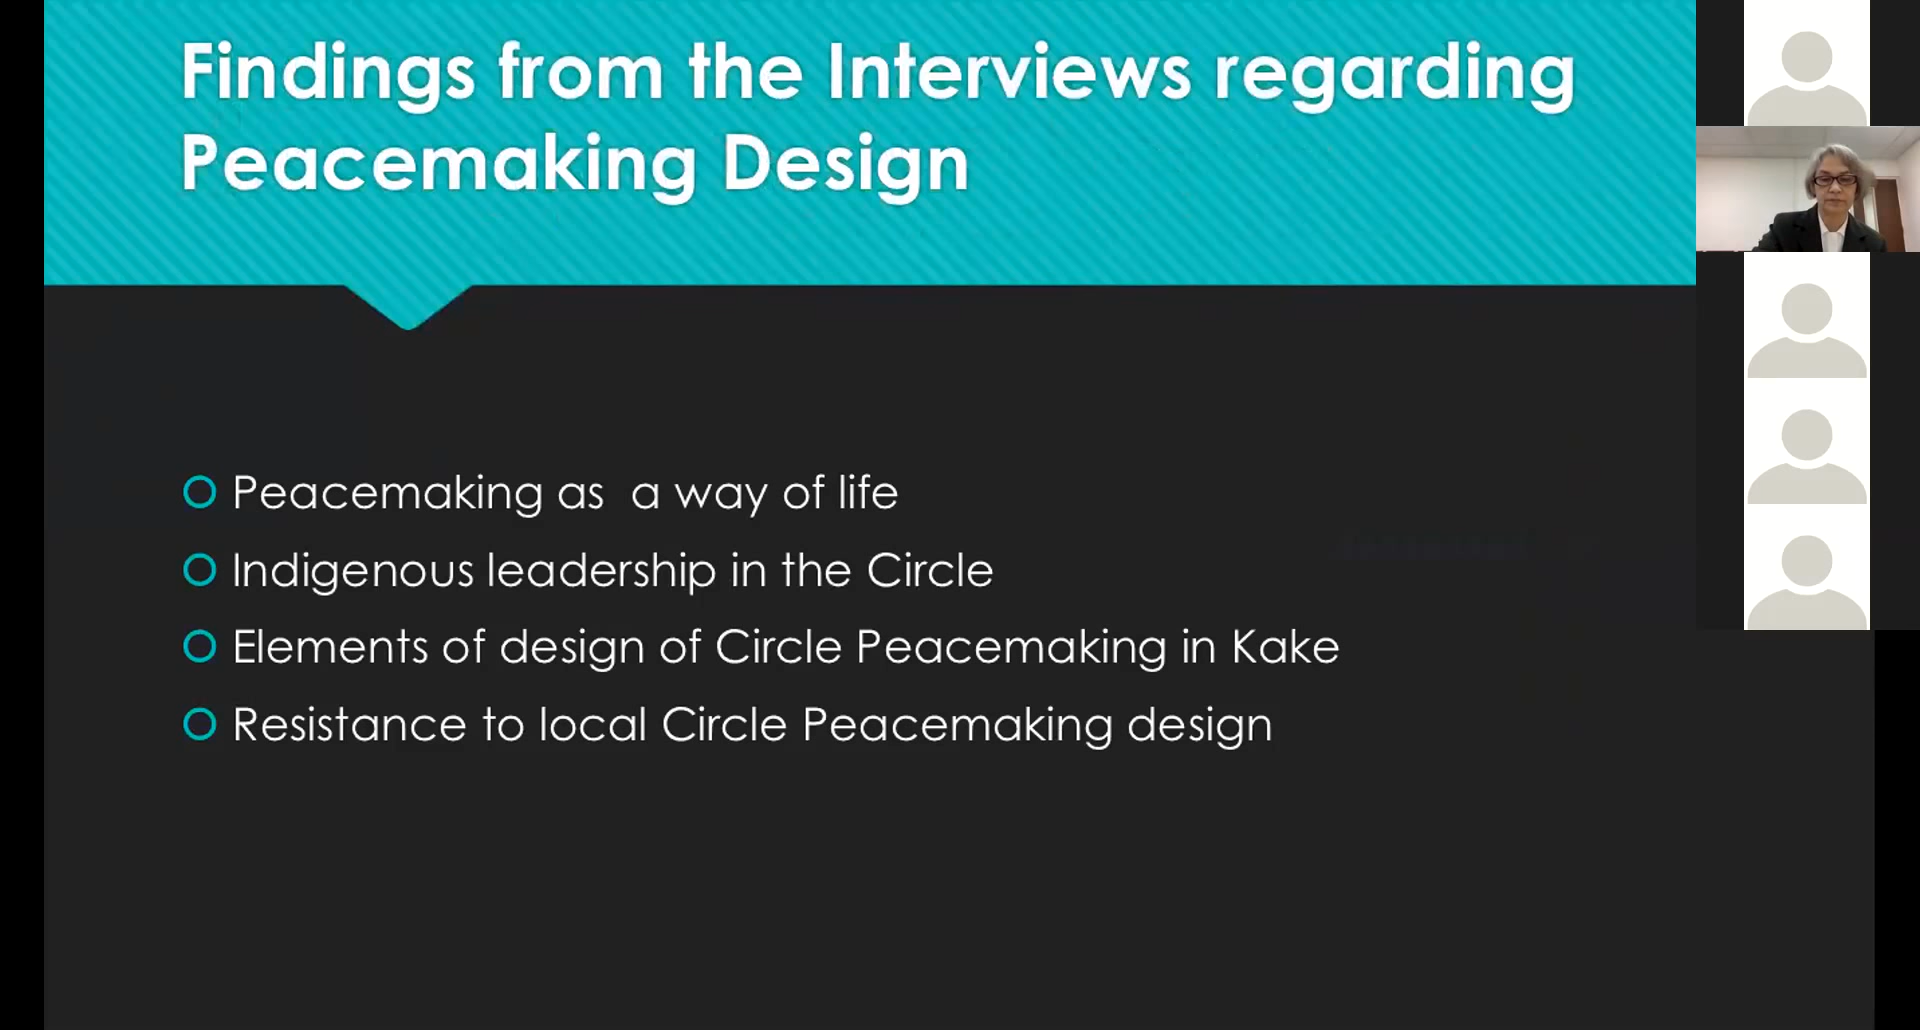 Findings from the Interviews regarding
Peacemaking Design
Peacemaking as  a way of life
Indigenous leadership in the Circle
Elements of design of Circle Peacemaking in Kake
Resistance to local Circle Peacemaking design